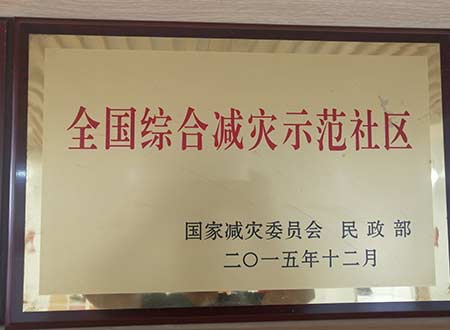 全国综合减灾示范社区
国家减灾委员会 民政部
二〇一五年十二月